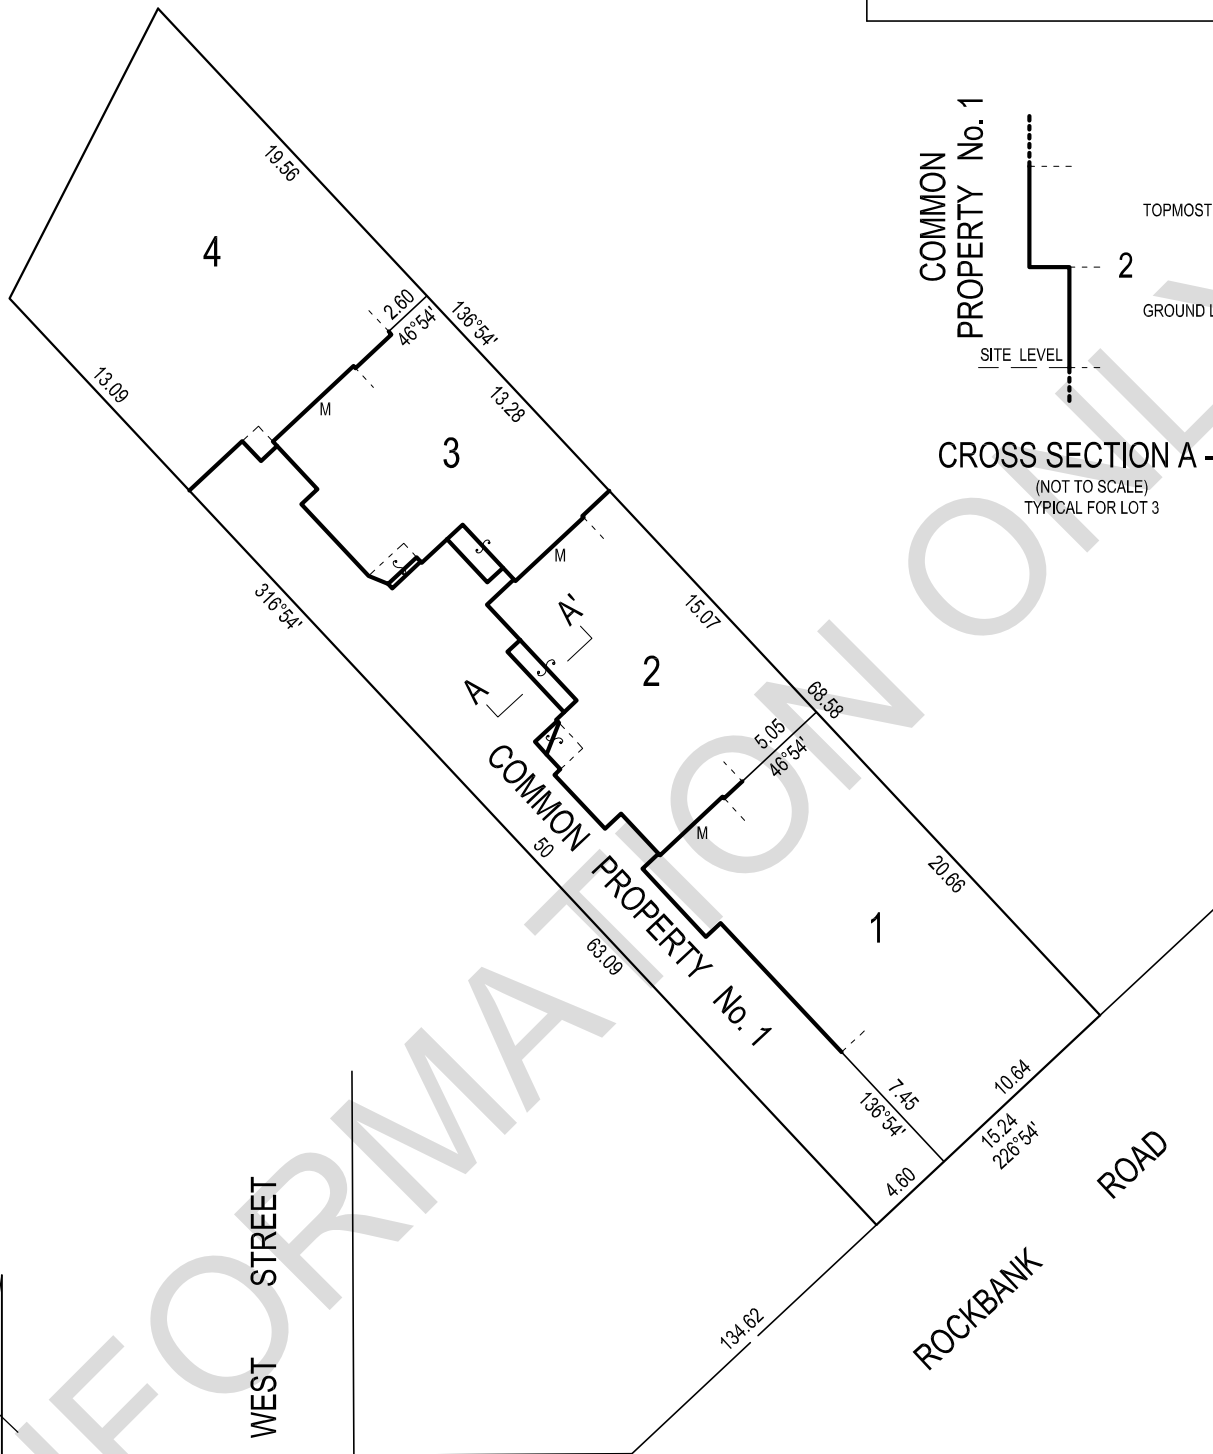 COMMON
PROPERTY No. 1
TOPMOST
2
GROUND L
SITE LEVEL
CROSS SECTION A -
(NOT TO SCALE)
TYPICAL FOR LOT 3
19.56
4
2.60
46°54'
136°54'
13.09
M
13.28
3
M
316°54'
A'
15.07
2
A
68.58
5.05
46°54'
COMMON PROPERTY No. 1
50
M
20.66
63.09
1
7.45
136°54'
10.64
15.24
226°54'
4.60
ROCKBANK ROAD
134.62
WEST STREET
FORMATION ONLY